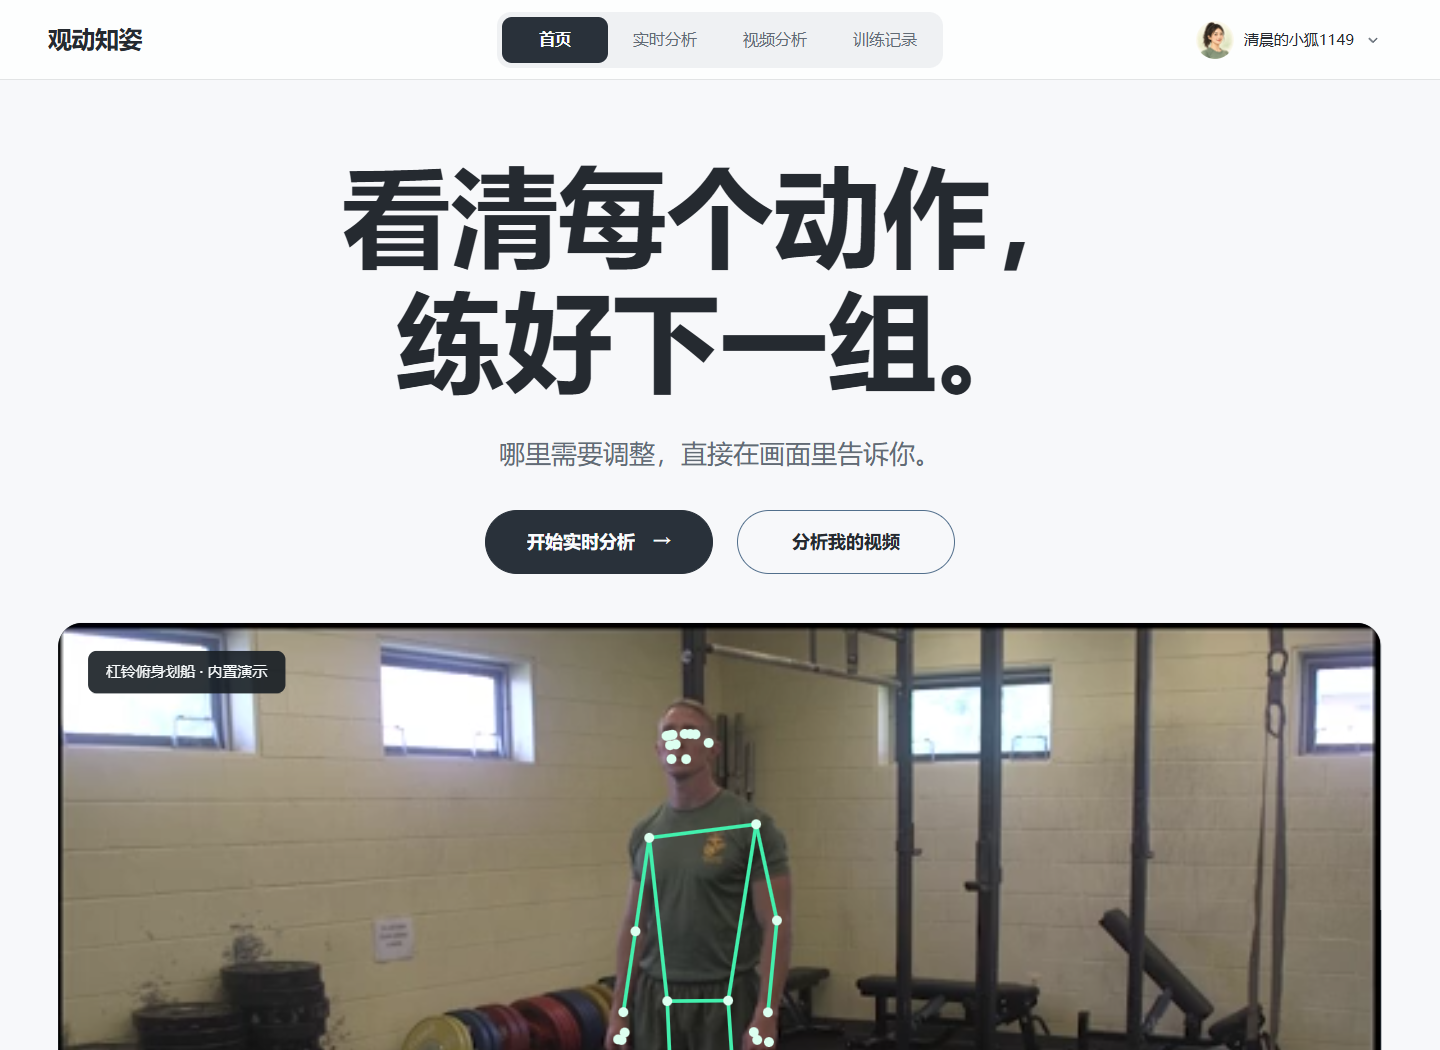 观动知姿
首页
实时分析
视频分析
训练记录
清晨的小狐1149
看清每个动作，
练好下一组。
哪里需要调整，直接在画面里告诉你。
开始实时分析 →
分析我的视频
杠铃俯身划船 · 内置演示